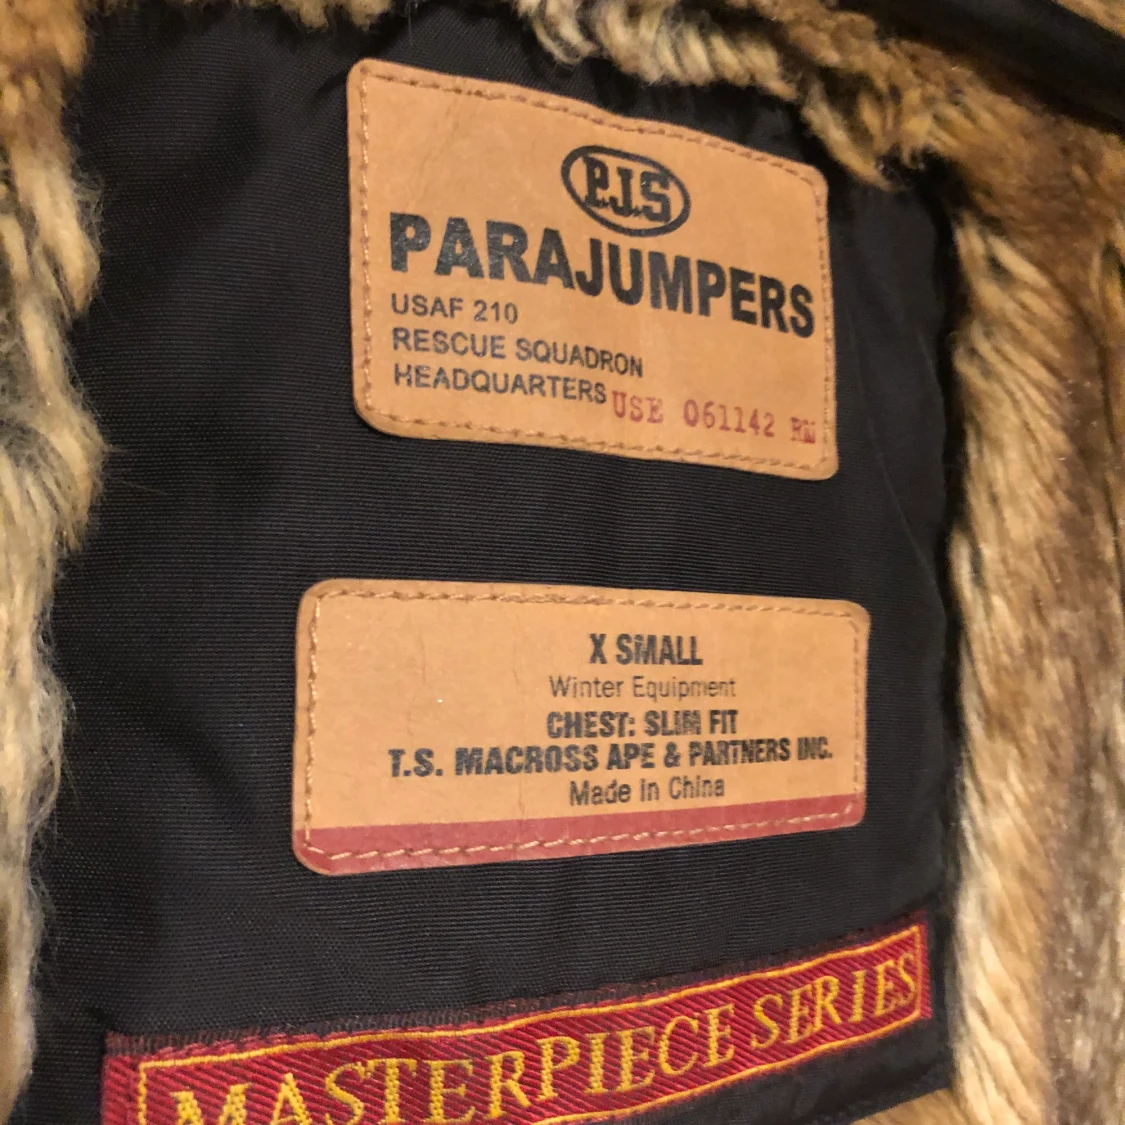 P.J.S
PARAJUMPERS
USAF 210
RESCUE SQUADRON
HEADQUARTERS USE 061142 RN
X SMALL
Winter Equipment
CHEST: SLIM FIT
T.S. MACROSS APE & PARTNERS INC.
Made in China
MASTERPIECE SERIES